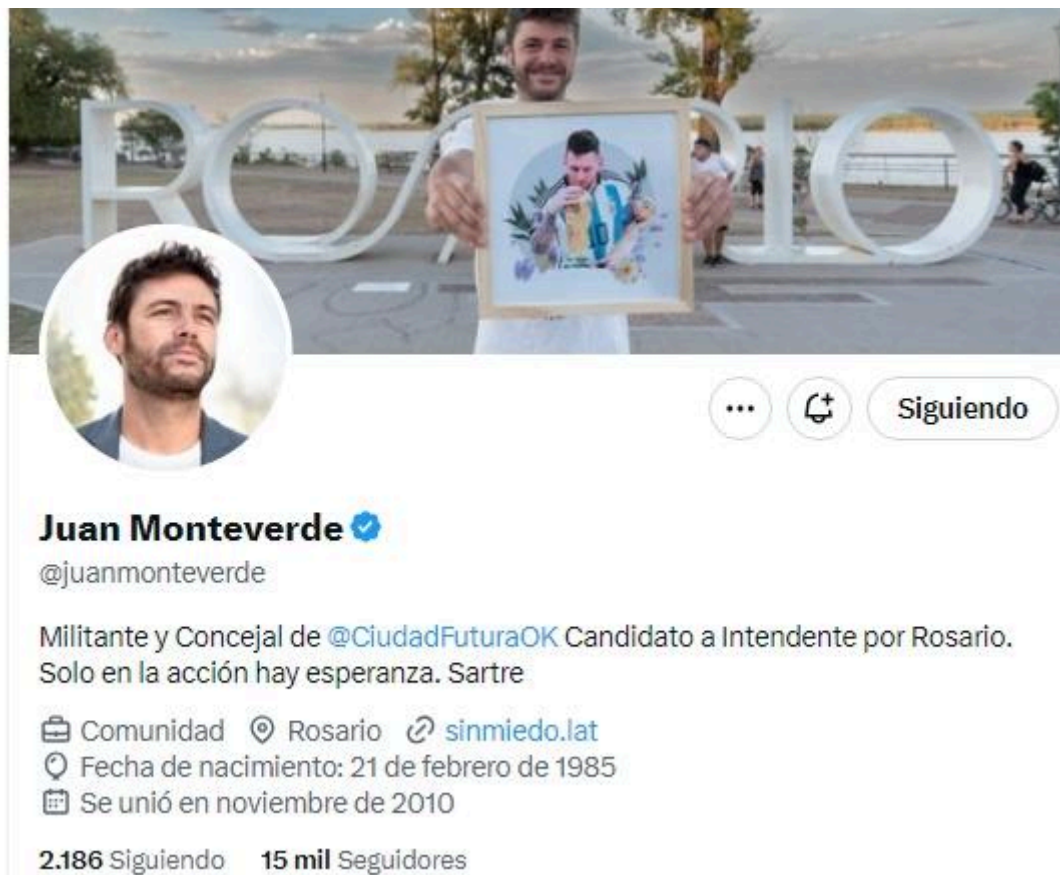 ROSARIO
10
Siguiendo
Juan Monteverde
@juanmonteverde
Militante y Concejal de @CiudadFuturaOK Candidato a Intendente por Rosario.
Solo en la acción hay esperanza. Sartre
Comunidad Rosario sinmiedo.lat
Fecha de nacimiento: 21 de febrero de 1985
Se unió en noviembre de 2010
2.186 Siguiendo 15 mil Seguidores